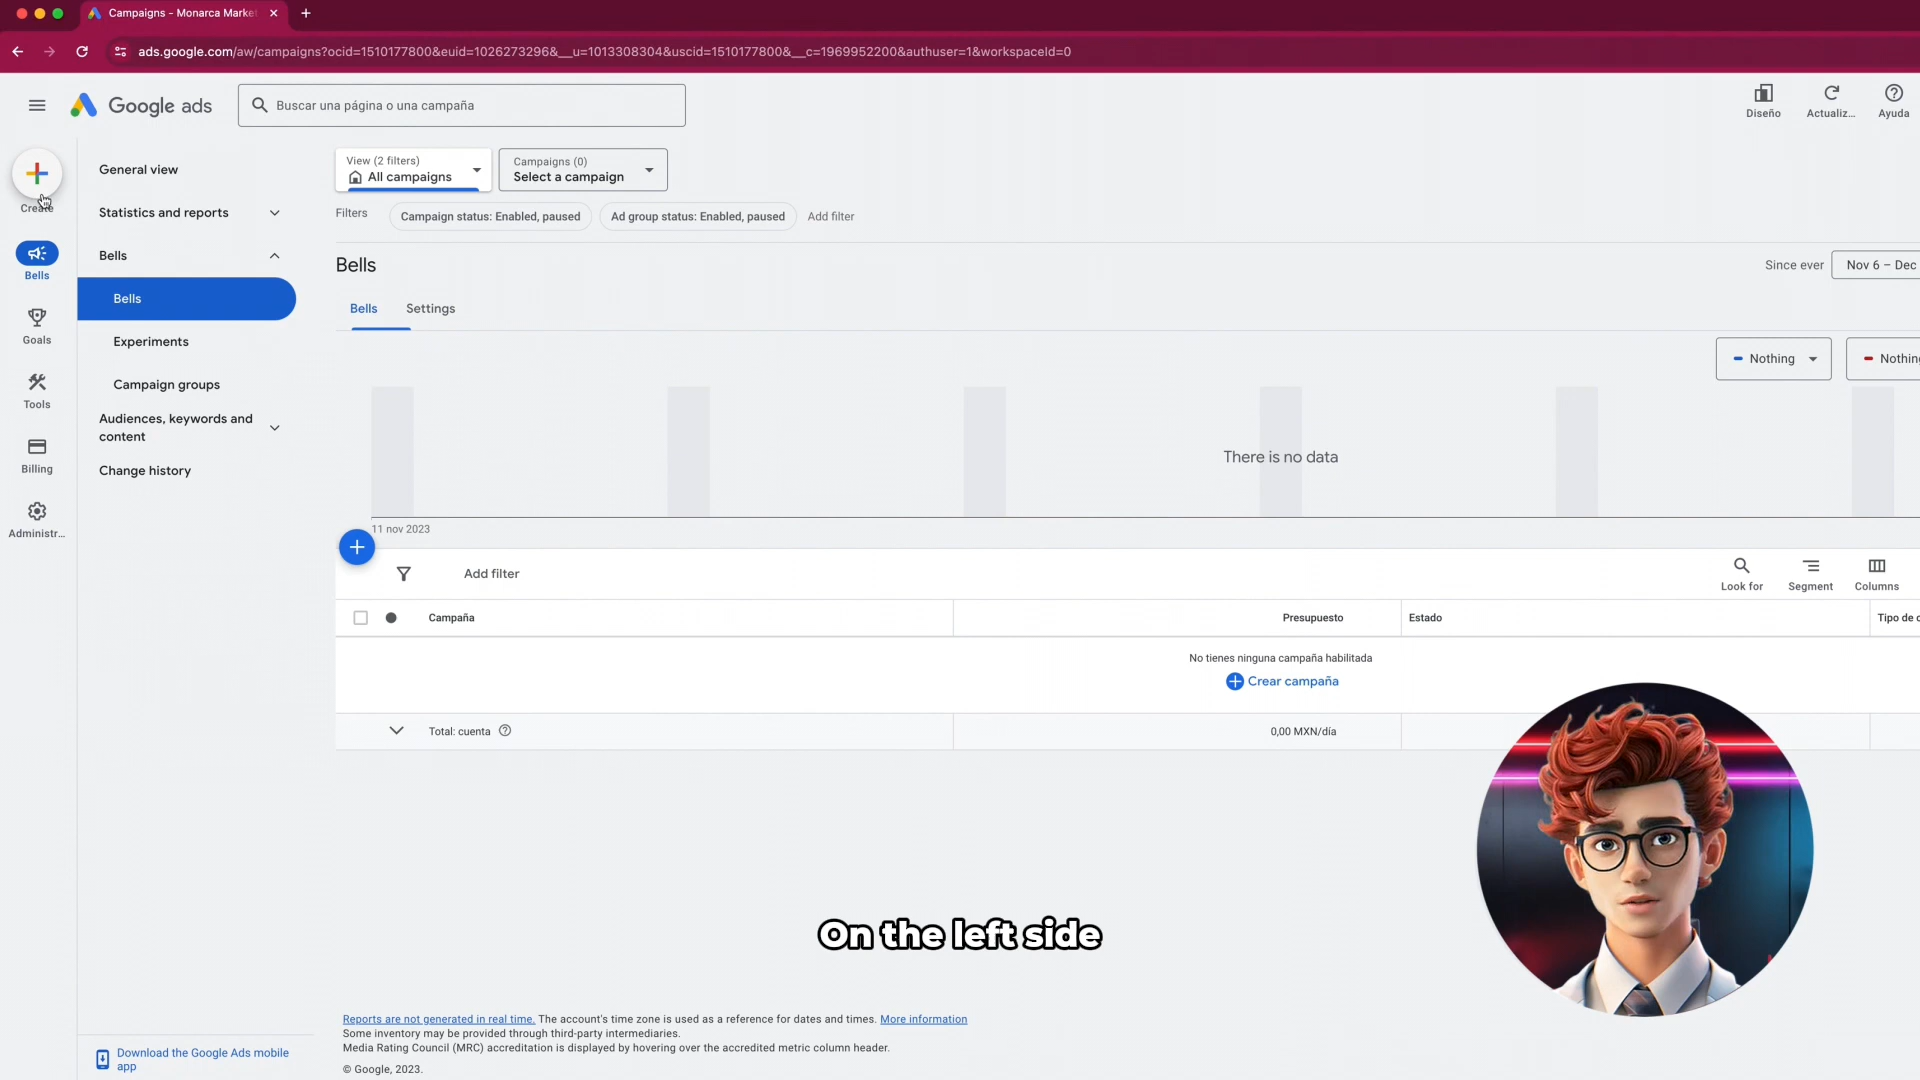 Campaigns - Monarca Marke
ads.google.com/aw/campaigns?ocid=1510177800&euid=1026273296&__u=1013308304&uscid=1510177800&__c=1969952200&authuser=1&workspaceId=0
Google ads
Buscar una página o una campaña
Diseño
Actualiz...
Ayuda
Create
Bells
Goals
Tools
Billing
Administr...
General view
Statistics and reports
Bells
Bells
Experiments
Campaign groups
Audiences, keywords and
content
Change history
Download the Google Ads mobile
app
View (2 filters)
All campaigns
Campaigns (0)
Select a campaign
Filters
Campaign status: Enabled, paused
Ad group status: Enabled, paused
Add filter
Bells
Since ever
Nov 6 – Dec
Bells
Settings
Nothing
Nothing
There is no data
11 nov 2023
Add filter
Look for
Segment
Columns
Campaña
Presupuesto
Estado
Tipo de c
No tienes ninguna campaña habilitada
Crear campaña
Total: cuenta
0,00 MXN/día
On the left side
Reports are not generated in real time. The account's time zone is used as a reference for dates and times. More information
Some inventory may be provided through third-party intermediaries.
Media Rating Council (MRC) accreditation is displayed by hovering over the accredited metric column header.
© Google, 2023.